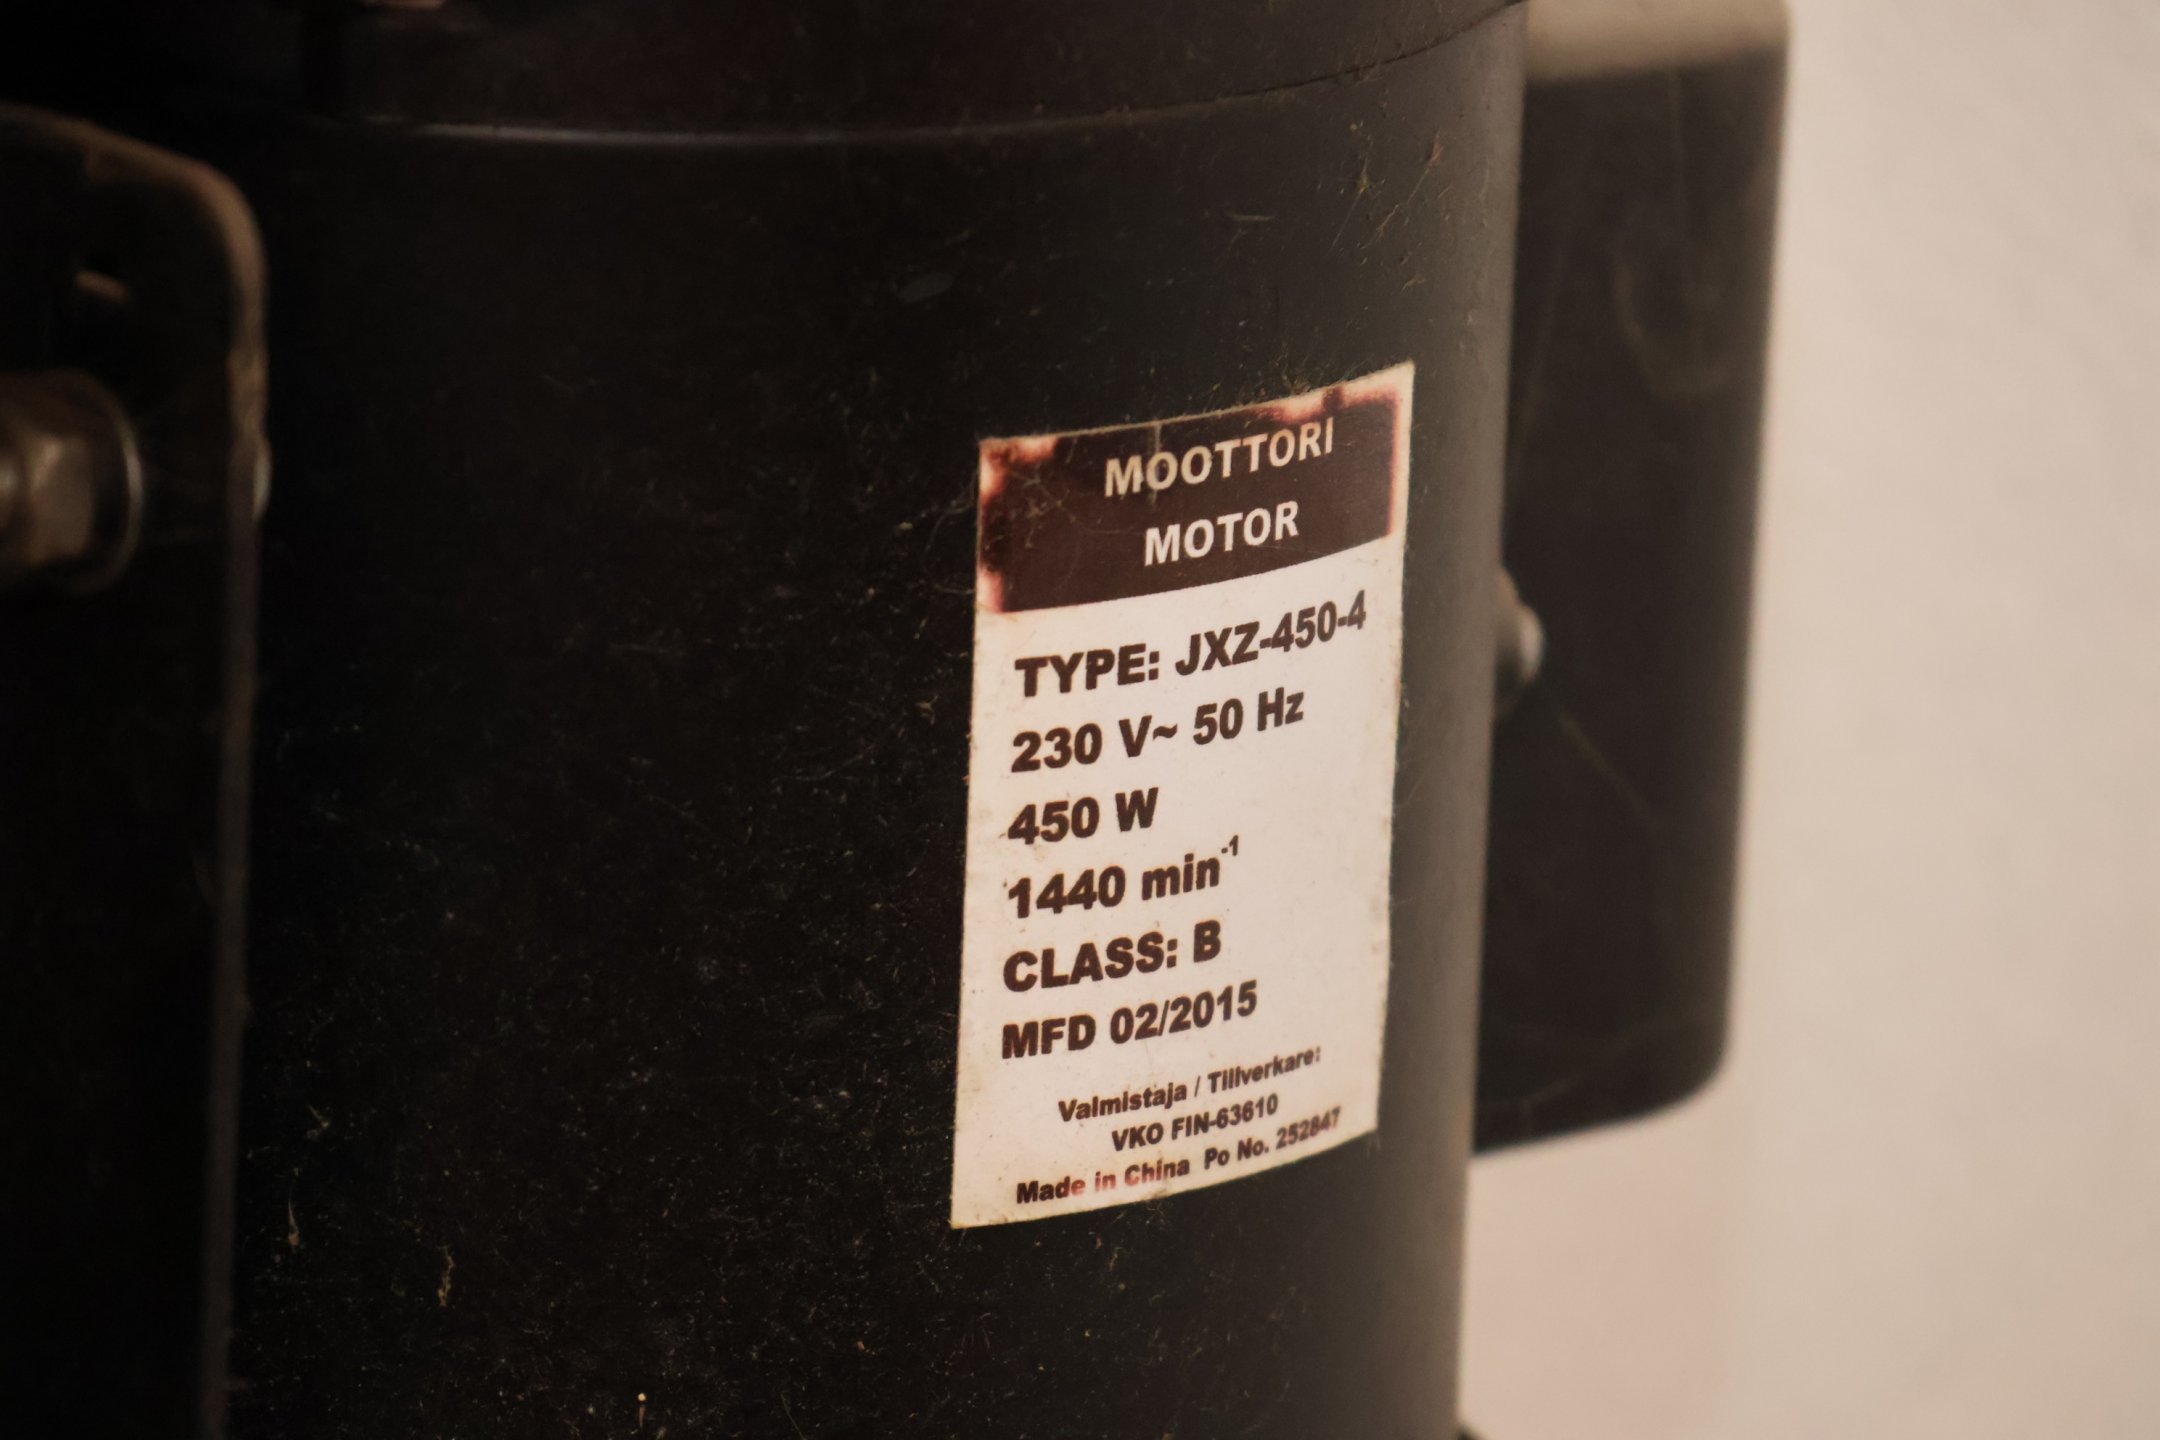 MOOTTORI
MOTOR
TYPE: JXZ-450-4
230 V~ 50 Hz
450 W
1440 min⁻¹
CLASS: B
MFD 02/2015
Valmistaja / Tillverkare:
VKO FIN-63610
Made in China Po No. 252847